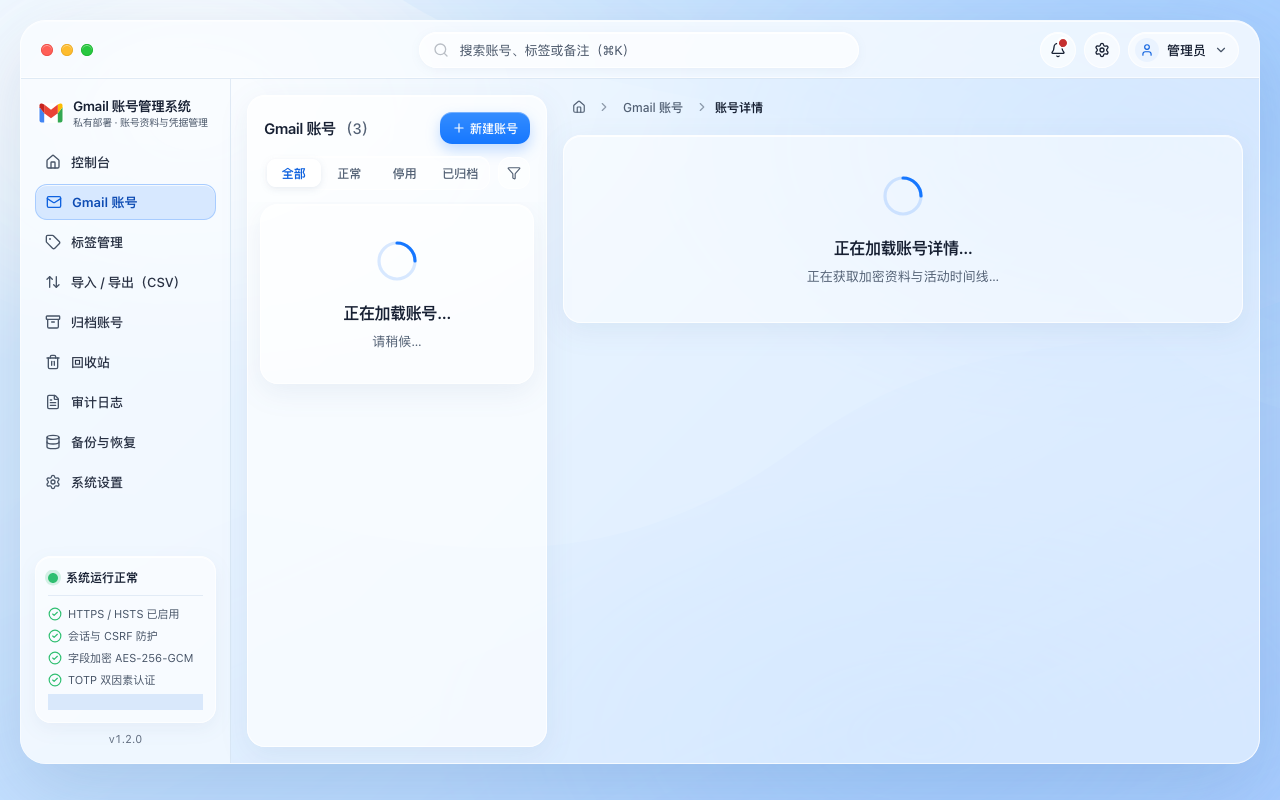 搜索账号、标签或备注（⌘K）
管理员
Gmail 账号管理系统
私有部署 · 账号资料与凭据管理
控制台
Gmail 账号
标签管理
导入 / 导出（CSV）
归档账号
回收站
审计日志
备份与恢复
系统设置
系统运行正常
HTTPS / HSTS 已启用
会话与 CSRF 防护
字段加密 AES-256-GCM
TOTP 双因素认证
v1.2.0
Gmail 账号 (3)
新建账号
全部 正常 停用 已归档
正在加载账号...
请稍候...
Gmail 账号 账号详情
正在加载账号详情...
正在获取加密资料与活动时间线...